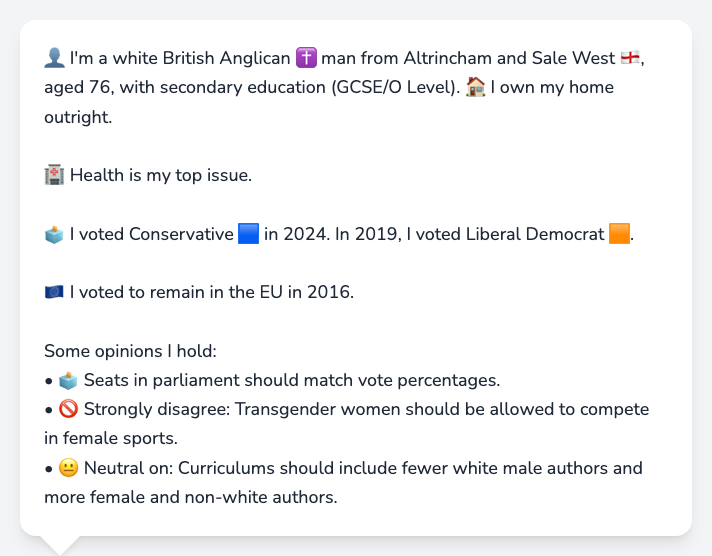 👤 I'm a white British Anglican ✝️ man from Altrincham and Sale West 🏴󠁧󠁢󠁥󠁮󠁧󠁿,
aged 76, with secondary education (GCSE/O Level). 🏠 I own my home
outright.
🏥 Health is my top issue.
🗳️ I voted Conservative 🟦 in 2024. In 2019, I voted Liberal Democrat 🟧.
🇪🇺 I voted to remain in the EU in 2016.
Some opinions I hold:
• 🗳️ Seats in parliament should match vote percentages.
• 🚫 Strongly disagree: Transgender women should be allowed to compete
in female sports.
• 😐 Neutral on: Curriculums should include fewer white male authors and
more female and non-white authors.